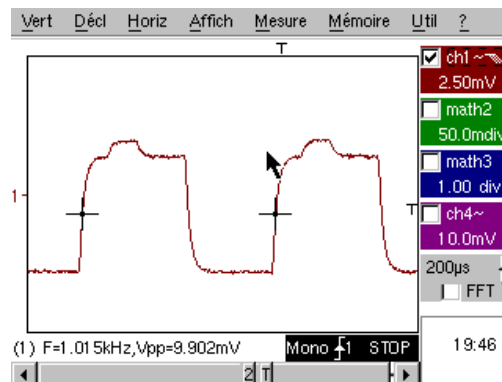 Vert Décl Horiz Affich Mesure Mémoire Util ?
T
ch1 ~
2.50mV
math2
50.0mdiv
math3
1.00 div
ch4~
10.0mV
1
T
200µs
FFT
(1) F=1.015kHz,Vpp=9.902mV Mono 1 STOP
19:46
2 T